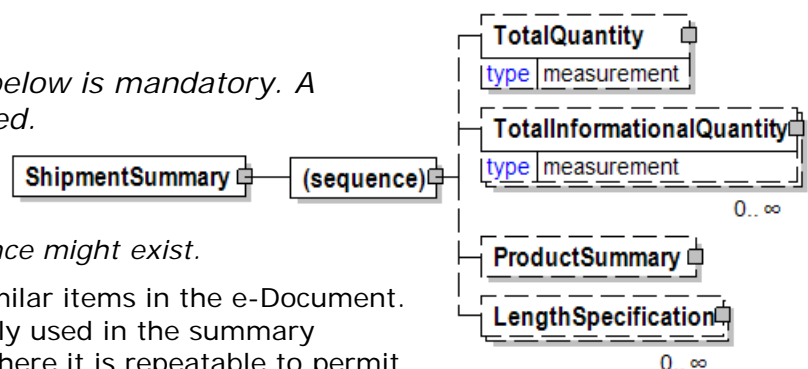 TotalQuantity
type measurement
below is mandatory. A
TotalInformationalQuantity
type measurement
ShipmentSummary
(sequence)
0.. ∞
nce might exist.
ProductSummary
milar items in the e-Document.
LengthSpecification
ly used in the summary
here it is repeatable to permit
0.. ∞